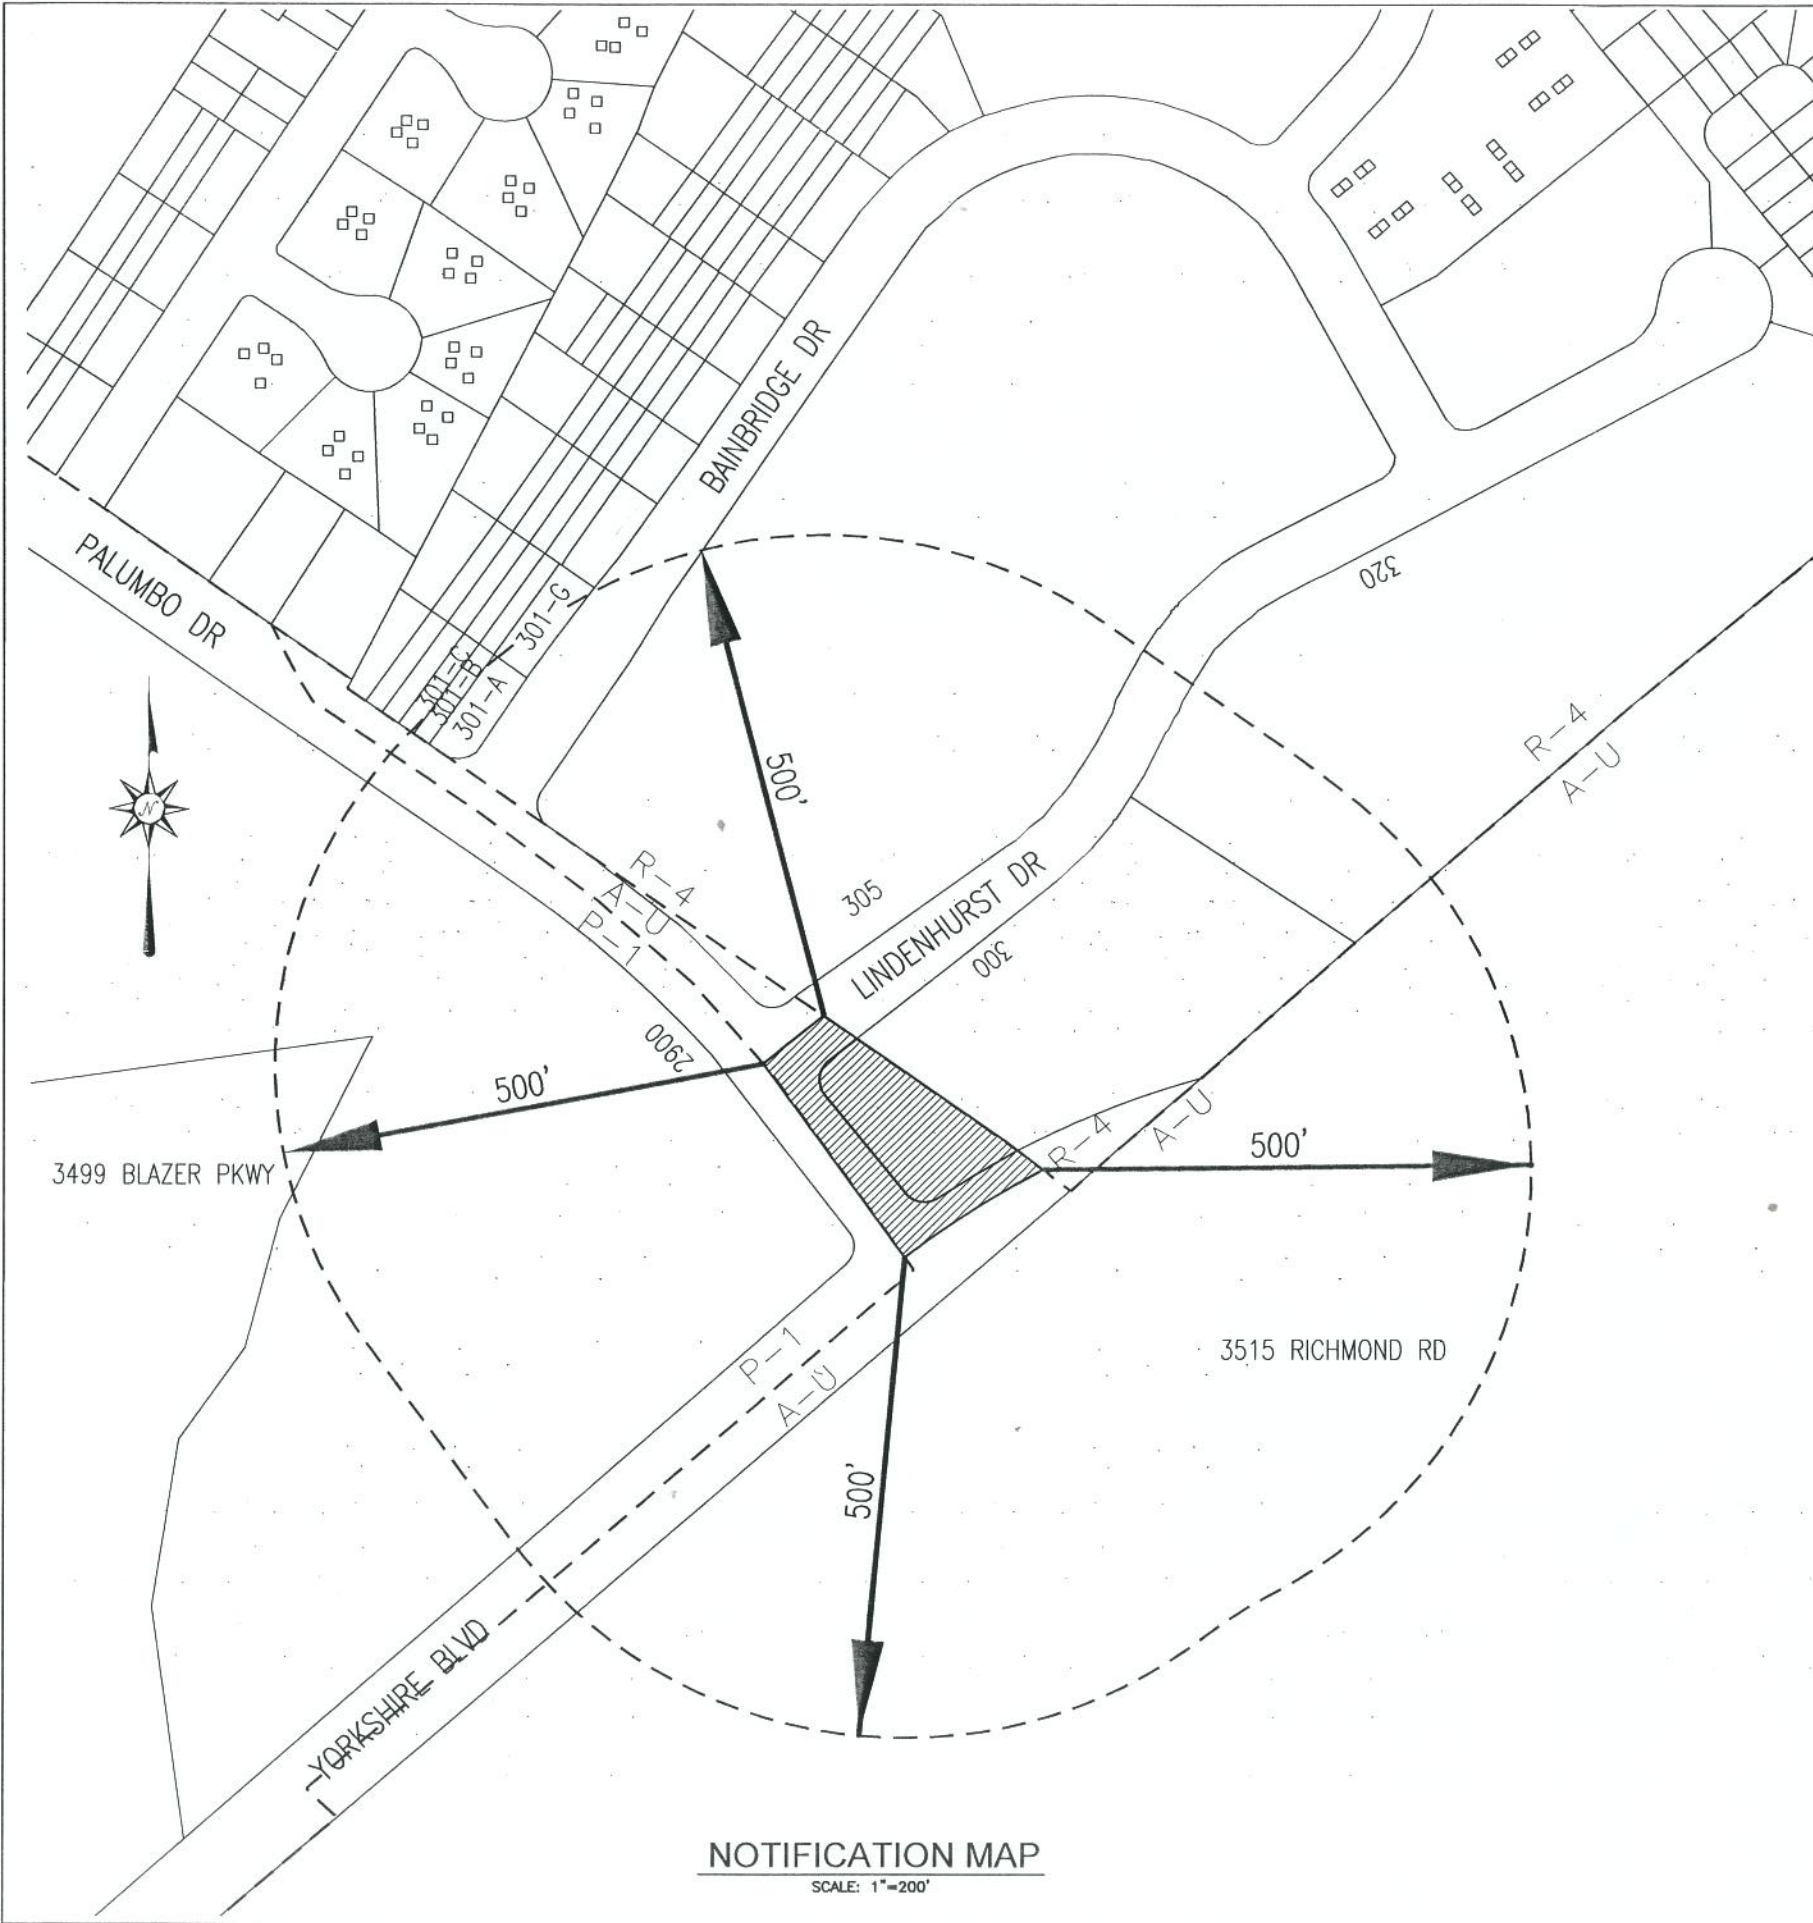 BAINBRIDGE DR
PALUMBO DR
320
301-G
301-C
301-B
301-A
R-4
A-U
500'
R-4
A-U
P-1
305
LINDENHURST DR
300
2900
N
500'
R-4
A-U
500'
3499 BLAZER PKWY
3515 RICHMOND RD
P-1
A-U
500'
YORKSHIRE BLVD
NOTIFICATION MAP
SCALE: 1"=200'